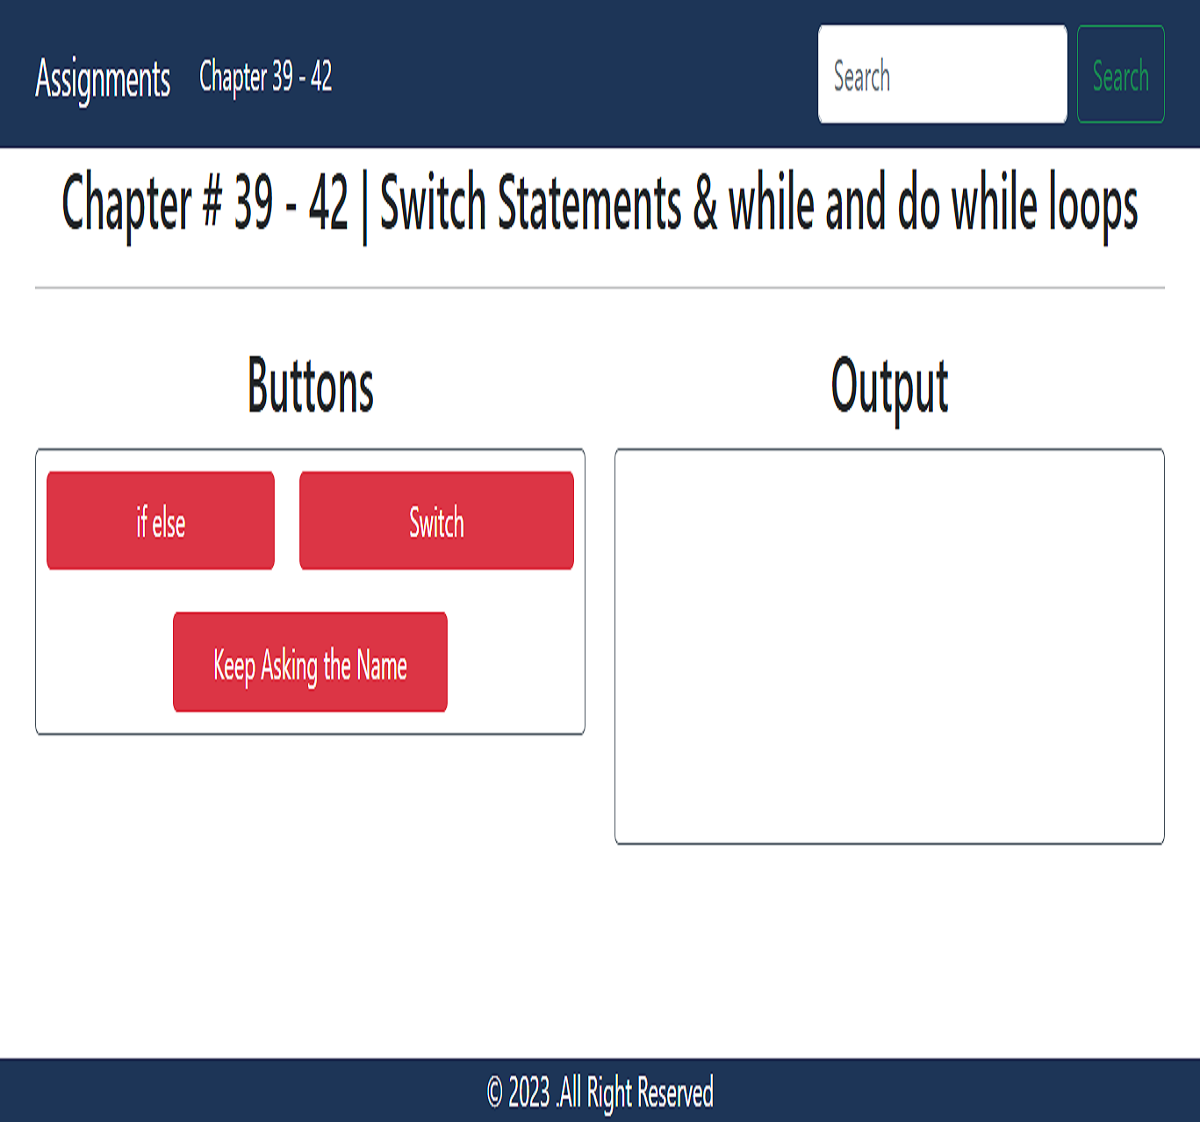 Assignments Chapter 39 - 42 Search Search
Chapter # 39 - 42 | Switch Statements & while and do while loops
Buttons
Output
if else Switch
Keep Asking the Name
© 2023 .All Right Reserved